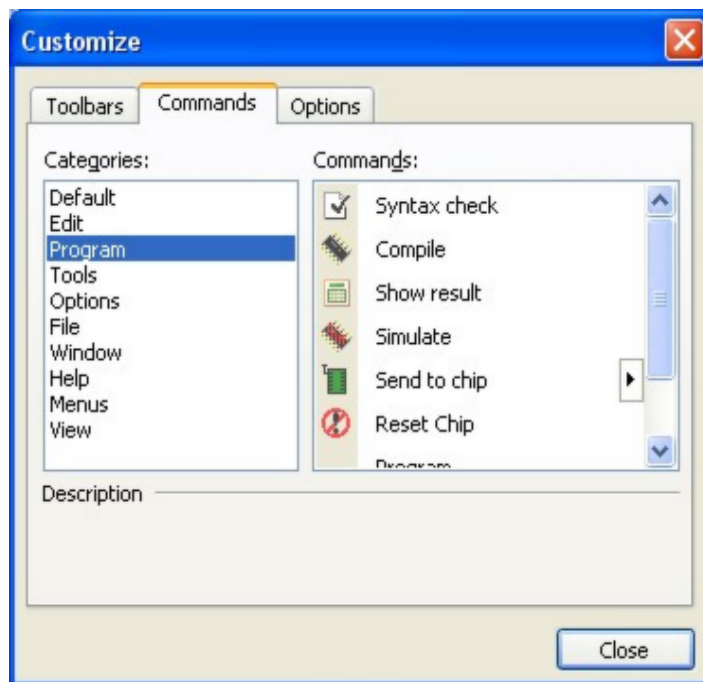 Customize
Toolbars
Commands
Options
Categories:
Default
Edit
Program
Tools
Options
File
Window
Help
Menus
View
Commands:
Syntax check
Compile
Show result
Simulate
Send to chip
Reset Chip
Program
Description
Close